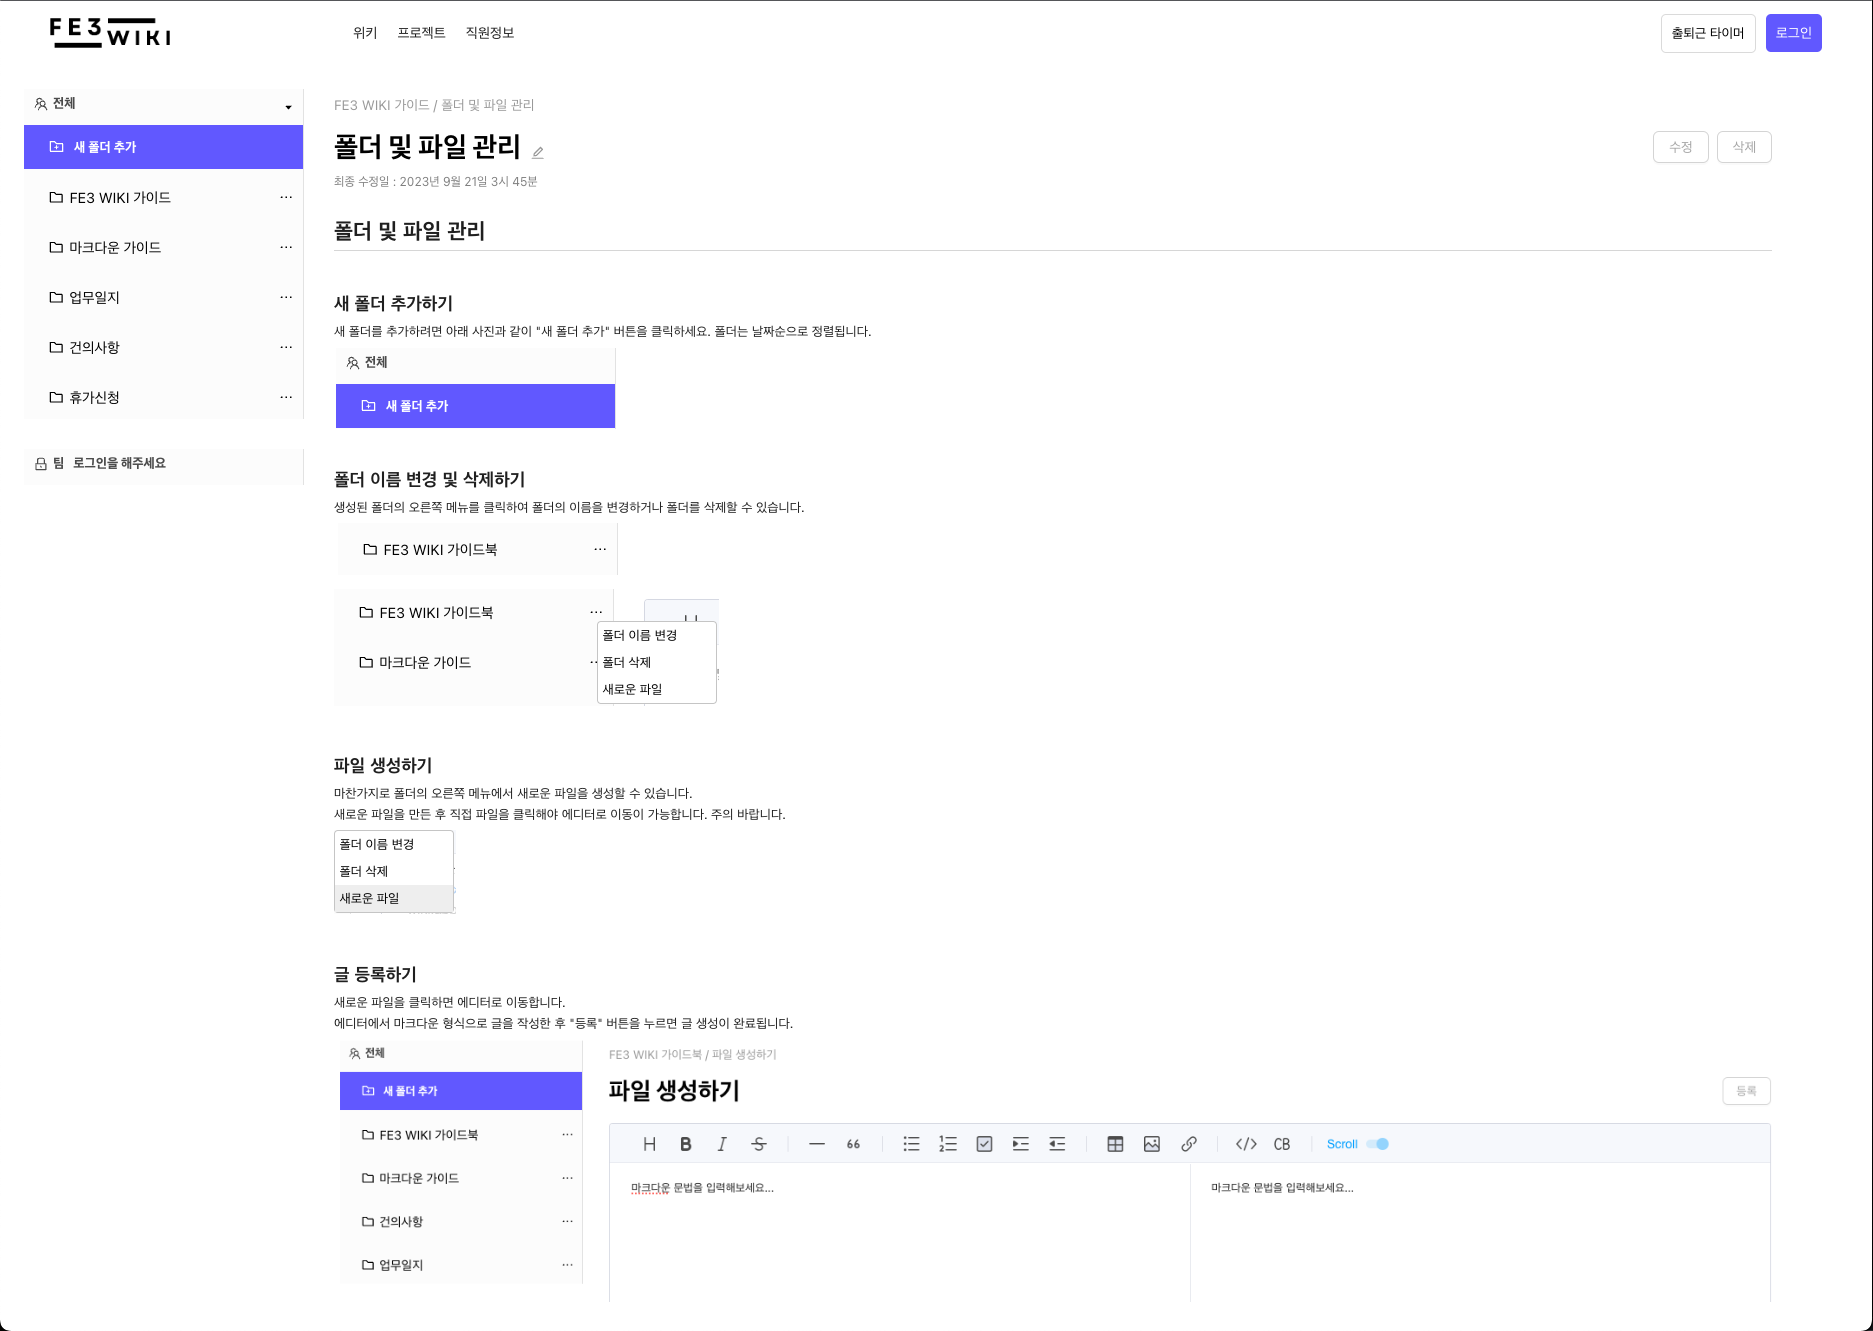 FE3 WIKI
위키 프로젝트 직원정보
출퇴근 타이머 로그인
전체
새 폴더 추가
FE3 WIKI 가이드 ...
마크다운 가이드 ...
업무일지 ...
건의사항 ...
휴가신청 ...
팀 로그인을 해주세요
FE3 WIKI 가이드 / 폴더 및 파일 관리
폴더 및 파일 관리
수정 삭제
최종 수정일 : 2023년 9월 21일 3시 45분
폴더 및 파일 관리
새 폴더 추가하기
새 폴더를 추가하려면 아래 사진과 같이 "새 폴더 추가" 버튼을 클릭하세요. 폴더는 날짜순으로 정렬됩니다.
전체
새 폴더 추가
폴더 이름 변경 및 삭제하기
생성된 폴더의 오른쪽 메뉴를 클릭하여 폴더의 이름을 변경하거나 폴더를 삭제할 수 있습니다.
FE3 WIKI 가이드북 ...
FE3 WIKI 가이드북 ...
마크다운 가이드
폴더 이름 변경
폴더 삭제
새로운 파일
파일 생성하기
마찬가지로 폴더의 오른쪽 메뉴에서 새로운 파일을 생성할 수 있습니다.
새로운 파일을 만든 후 직접 파일을 클릭해야 에디터로 이동이 가능합니다. 주의 바랍니다.
폴더 이름 변경
폴더 삭제
새로운 파일
글 등록하기
새로운 파일을 클릭하면 에디터로 이동합니다.
에디터에서 마크다운 형식으로 글을 작성한 후 "등록" 버튼을 누르면 글 생성이 완료됩니다.
전체
새 폴더 추가
FE3 WIKI 가이드북 ...
마크다운 가이드 ...
건의사항 ...
업무일지 ...
FE3 WIKI 가이드북 / 파일 생성하기
파일 생성하기
등록
H B I S 66 </> CB Scroll
마크다운 문법을 입력해보세요... 마크다운 문법을 입력해보세요...